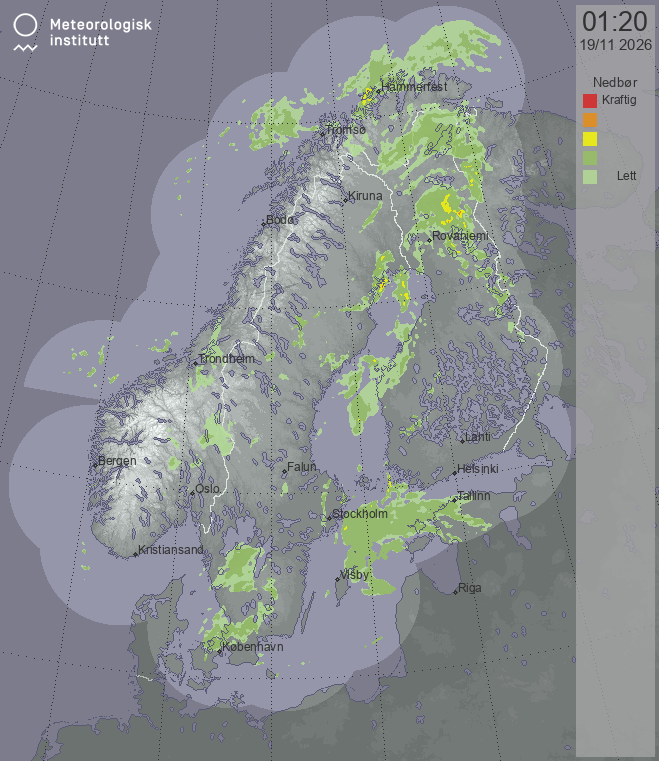 Meteorologisk
institutt
01:20
19/11 2026
Nedbør
Kraftig
Lett
Hammerfest
Tromsø
Kiruna
Bodø
Rovaniemi
Trondheim
Lahti
Bergen
Falun
Helsinki
Oslo
Tallinn
Stockholm
Kristiansand
Visby
Riga
København